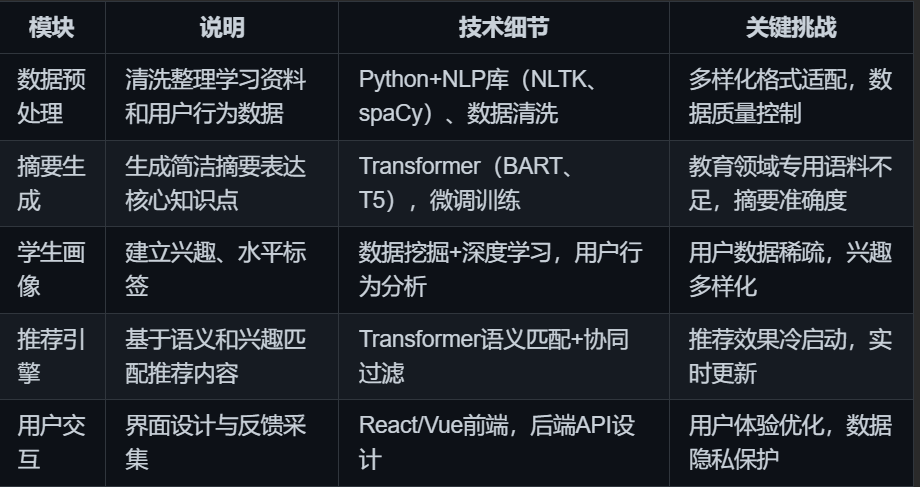 模块 说明 技术细节 关键挑战
数据预 清洗整理学习资料 Python+NLP库（NLTK、 多样化格式适配，数
处理 和用户行为数据 spaCy）、数据清洗 据质量控制
摘要生 生成简洁摘要表达 Transformer（BART、 教育领域专用语料不
成 核心知识点 T5），微调训练 足，摘要准确度
学生画 建立兴趣、水平标 数据挖掘+深度学习，用户行 用户数据稀疏，兴趣
像 签 为分析 多样化
推荐引 基于语义和兴趣匹 Transformer语义匹配+协同 推荐效果冷启动，实
擎 配推荐内容 过滤 时更新
用户交 界面设计与反馈采 React/Vue前端，后端API设 用户体验优化，数据
互 集 计 隐私保护